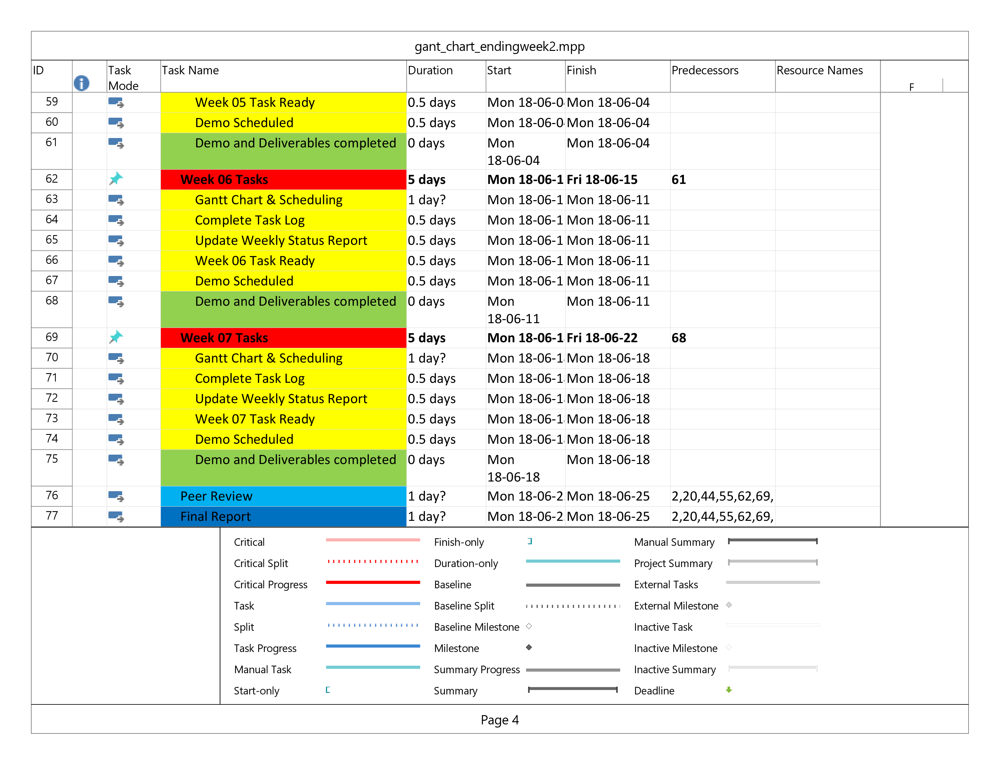 gant_chart_endingweek2.mpp
ID Task Mode Task Name Duration Start Finish Predecessors Resource Names F
59 Week 05 Task Ready 0.5 days Mon 18-06-04 Mon 18-06-04
60 Demo Scheduled 0.5 days Mon 18-06-04 Mon 18-06-04
61 Demo and Deliverables completed 0 days Mon 18-06-04 Mon 18-06-04
62 Week 06 Tasks 5 days Mon 18-06-1 Fri 18-06-15 61
63 Gantt Chart & Scheduling 1 day? Mon 18-06-1 Mon 18-06-11
64 Complete Task Log 0.5 days Mon 18-06-1 Mon 18-06-11
65 Update Weekly Status Report 0.5 days Mon 18-06-1 Mon 18-06-11
66 Week 06 Task Ready 0.5 days Mon 18-06-1 Mon 18-06-11
67 Demo Scheduled 0.5 days Mon 18-06-1 Mon 18-06-11
68 Demo and Deliverables completed 0 days Mon 18-06-11 Mon 18-06-11
69 Week 07 Tasks 5 days Mon 18-06-1 Fri 18-06-22 68
70 Gantt Chart & Scheduling 1 day? Mon 18-06-1 Mon 18-06-18
71 Complete Task Log 0.5 days Mon 18-06-1 Mon 18-06-18
72 Update Weekly Status Report 0.5 days Mon 18-06-1 Mon 18-06-18
73 Week 07 Task Ready 0.5 days Mon 18-06-1 Mon 18-06-18
74 Demo Scheduled 0.5 days Mon 18-06-1 Mon 18-06-18
75 Demo and Deliverables completed 0 days Mon 18-06-18 Mon 18-06-18
76 Peer Review 1 day? Mon 18-06-2 Mon 18-06-25 2,20,44,55,62,69,
77 Final Report 1 day? Mon 18-06-2 Mon 18-06-25 2,20,44,55,62,69,
Critical Finish-only Manual Summary
Critical Split Duration-only Project Summary
Critical Progress Baseline External Tasks
Task Baseline Split External Milestone
Split Baseline Milestone Inactive Task
Task Progress Milestone Inactive Milestone
Manual Task Summary Progress Inactive Summary
Start-only Summary Deadline
Page 4